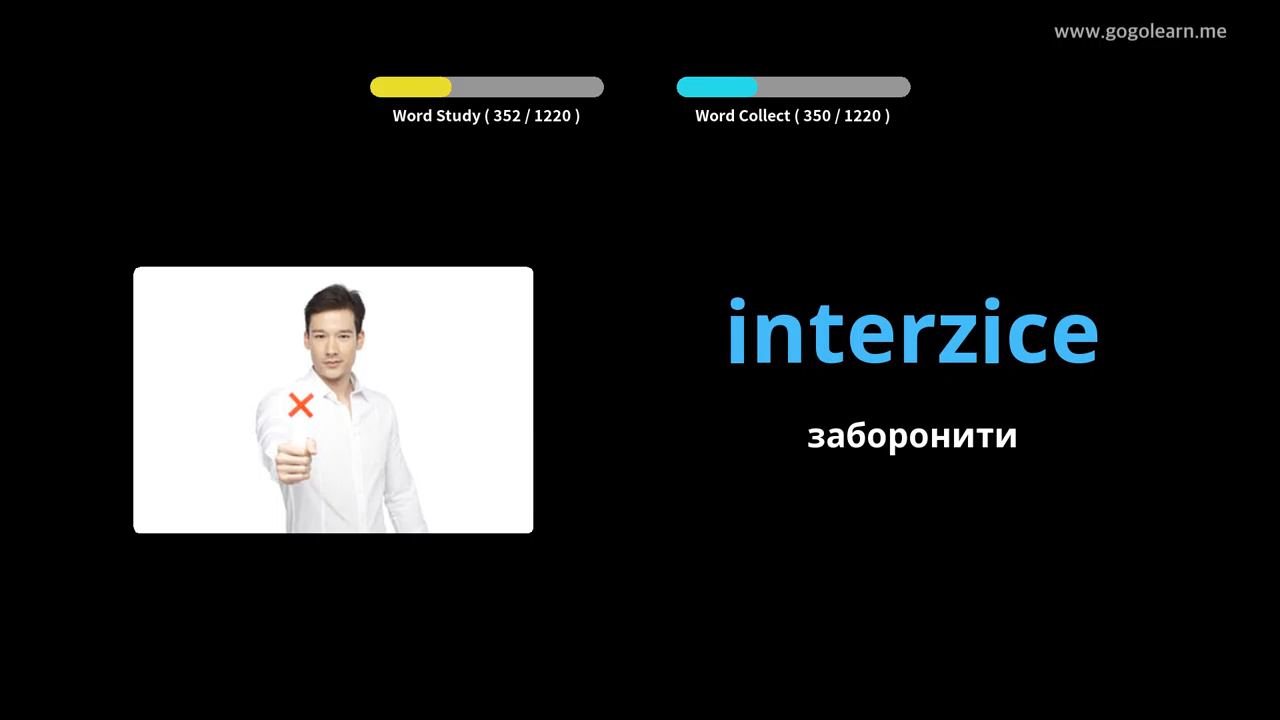 www.gogolearn.me
Word Study ( 352 / 1220 )
Word Collect ( 350 / 1220 )
interzice
заборонити